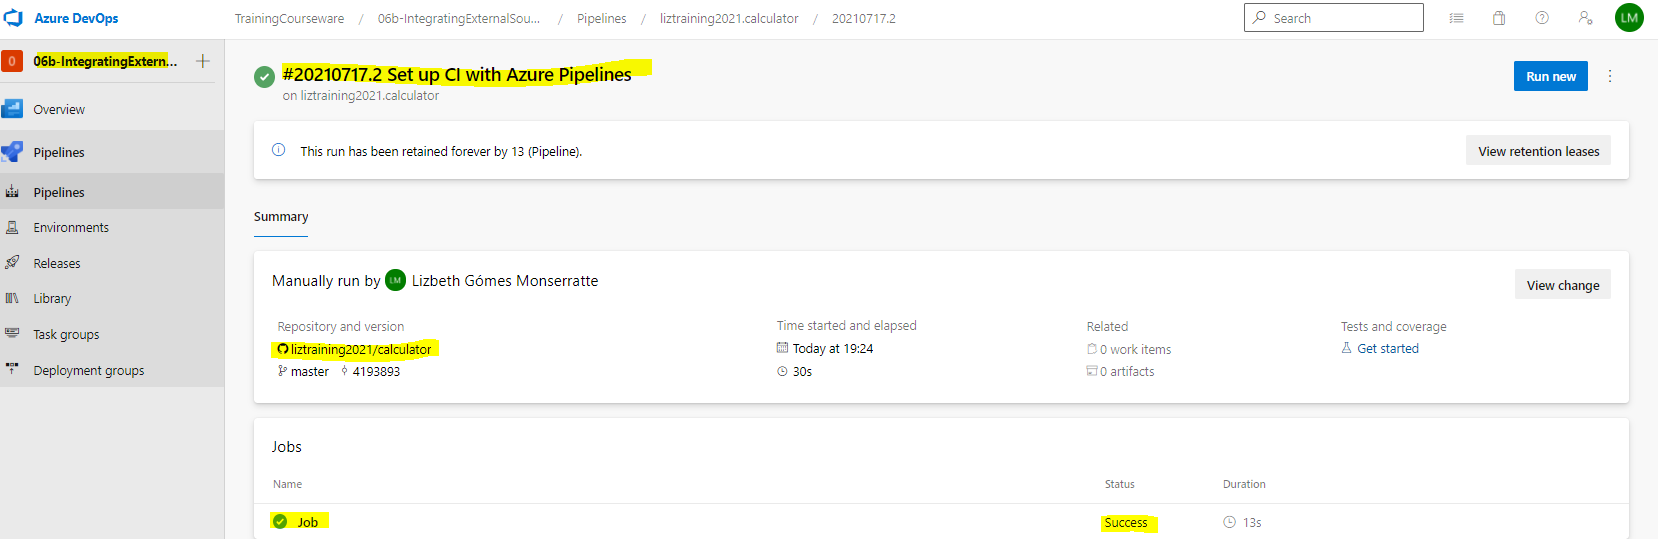 Azure DevOps
TrainingCourseware / 06b-IntegratingExternalSou... / Pipelines / liztraining2021.calculator / 20210717.2
Search
LM
0 06b-IntegratingExtern... +
Overview
Pipelines
Pipelines
Environments
Releases
Library
Task groups
Deployment groups
#20210717.2 Set up CI with Azure Pipelines
on liztraining2021.calculator
Run new
This run has been retained forever by 13 (Pipeline).
View retention leases
Summary
Manually run by LM Lizbeth Gómes Monserratte
View change
Repository and version
liztraining2021/calculator
master 4193893
Time started and elapsed
Today at 19:24
30s
Related
0 work items
0 artifacts
Tests and coverage
Get started
Jobs
Name Status Duration
Job Success 13s